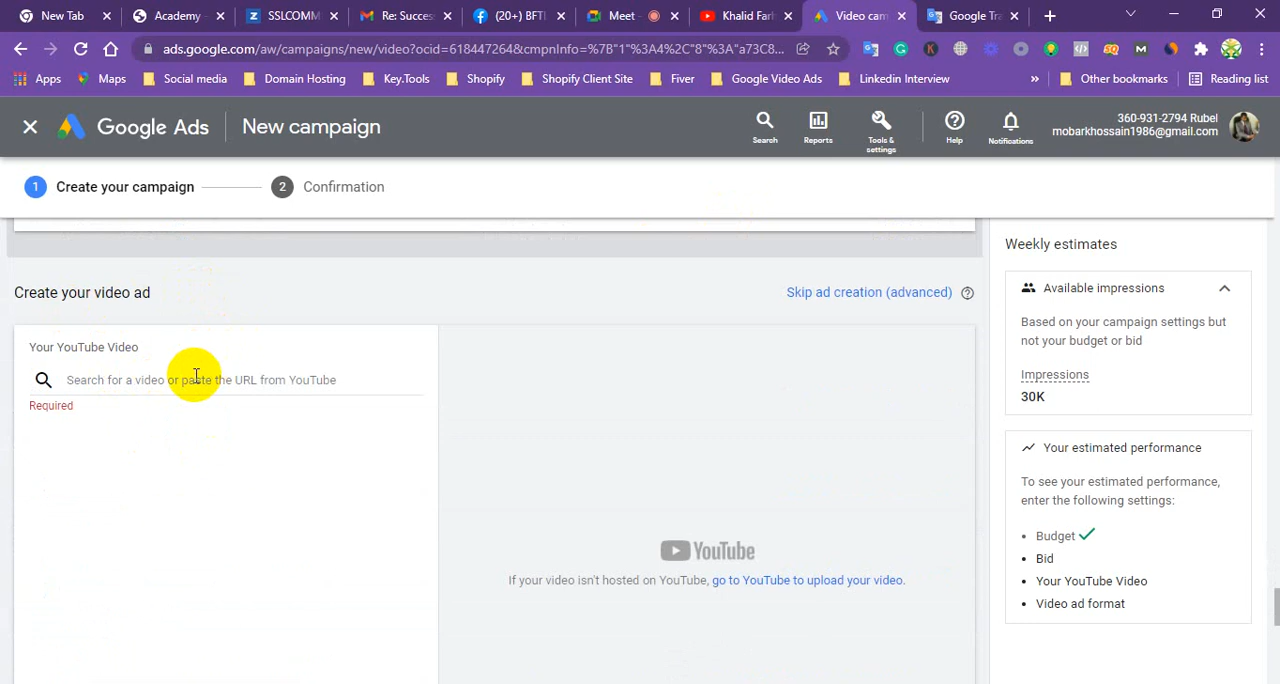 New Tab
Academy -
SSLCOMM
Re: Succes
(20+) BFTI
Meet -
Khalid Farh
Video cam
Google Tra
ads.google.com/aw/campaigns/new/video?ocid=618447264&cmpnInfo=%7B"1"%3A4%2C"8"%3A"a73C8...
Apps
Maps
Social media
Domain Hosting
Key.Tools
Shopify
Shopify Client Site
Fiver
Google Video Ads
Linkedin Interview
»
Other bookmarks
Reading list
Google Ads
New campaign
Search
Reports
Tools &
settings
Help
Notifications
360-931-2794 Rubel
mobarkhossain1986@gmail.com
1 Create your campaign
2 Confirmation
Create your video ad
Skip ad creation (advanced)
Your YouTube Video
Search for a video or paste the URL from YouTube
Required
YouTube
If your video isn't hosted on YouTube, go to YouTube to upload your video.
Weekly estimates
Available impressions
Based on your campaign settings but
not your budget or bid
Impressions
30K
Your estimated performance
To see your estimated performance,
enter the following settings:
• Budget
• Bid
• Your YouTube Video
• Video ad format